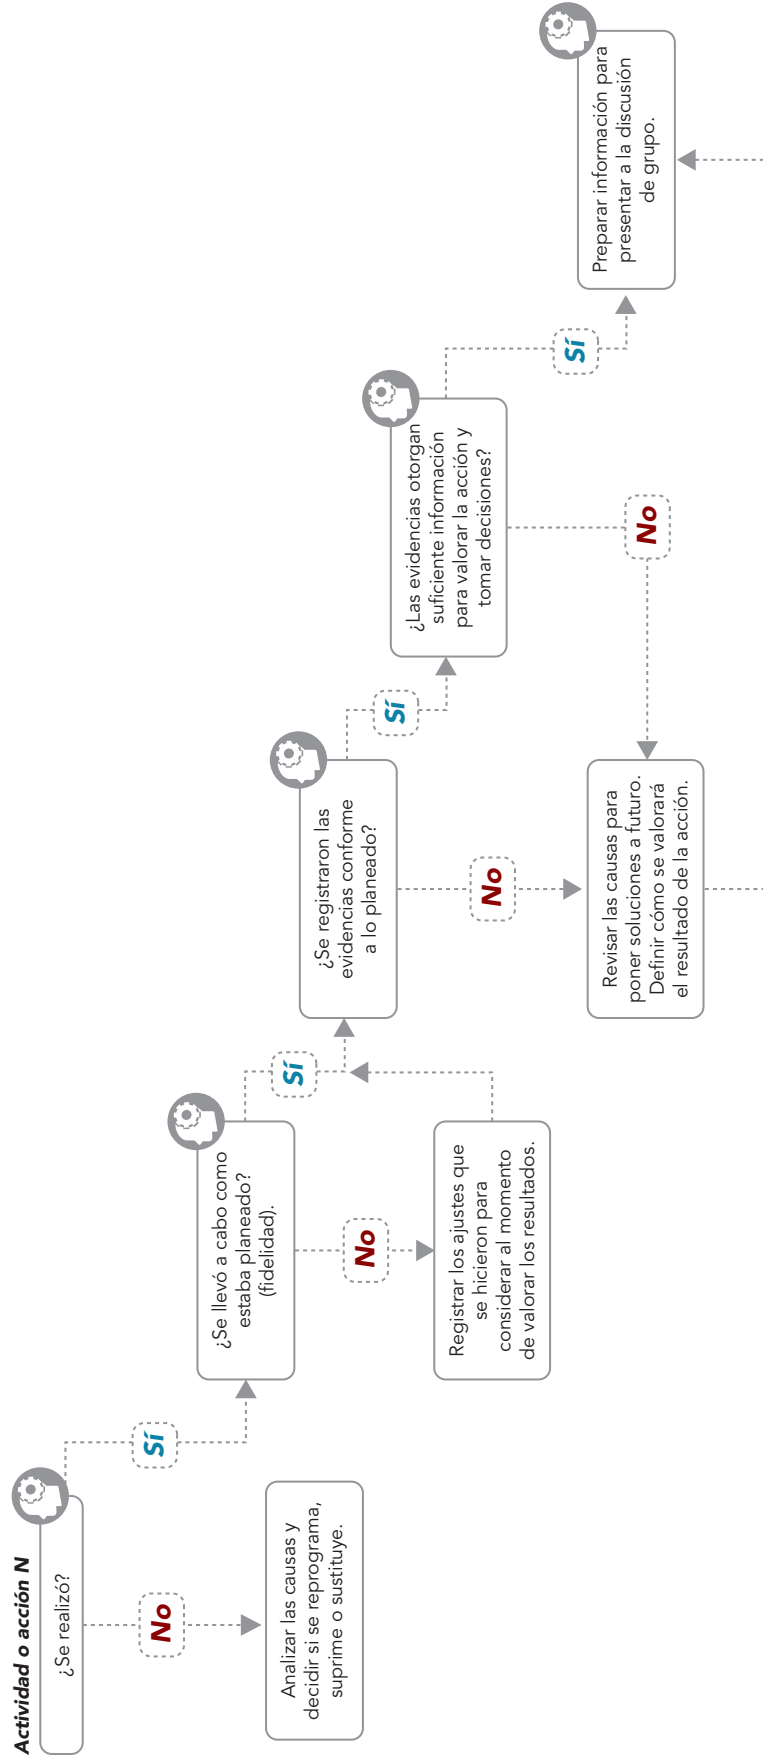 Actividad o acción N
¿Se realizó?
No
Analizar las causas y
decidir si se reprograma,
suprime o sustituye.
Sí
¿Se llevó a cabo como
estaba planeado?
(fidelidad).
No
Registrar los ajustes que
se hicieron para
considerar al momento
de valorar los resultados.
Sí
¿Se registraron las
evidencias conforme
a lo planeado?
No
Revisar las causas para
poner soluciones a futuro.
Definir cómo se valorará
el resultado de la acción.
Sí
¿Las evidencias otorgan
suficiente información
para valorar la acción y
tomar decisiones?
No
Sí
Preparar información para
presentar a la discusión
de grupo.